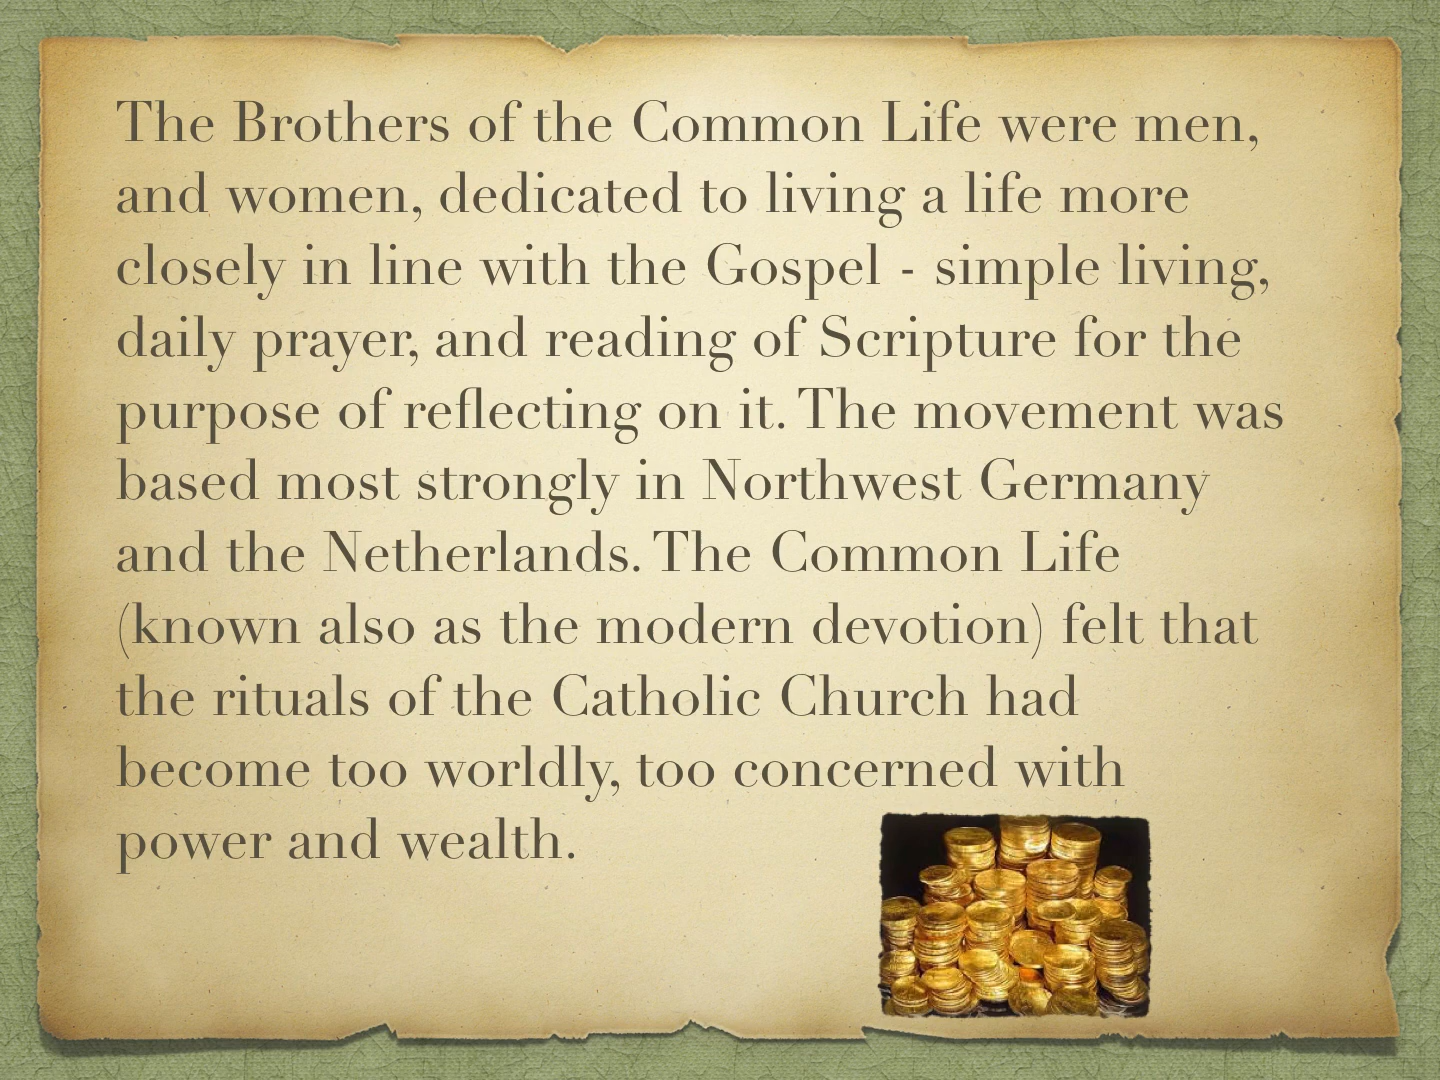 The Brothers of the Common Life were men,
and women, dedicated to living a life more
closely in line with the Gospel - simple living,
daily prayer, and reading of Scripture for the
purpose of reflecting on it. The movement was
based most strongly in Northwest Germany
and the Netherlands. The Common Life
(known also as the modern devotion) felt that
the rituals of the Catholic Church had
become too worldly, too concerned with
power and wealth.